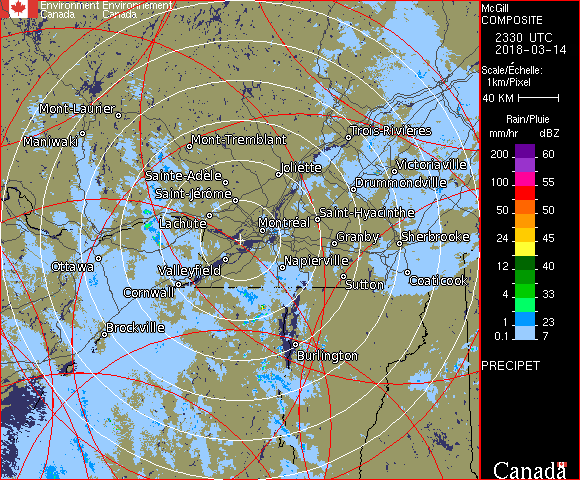 Environment Environnement
Canada Canada
Mont-Laurier
Maniwaki
Mont-Tremblant
Trois-Rivières
Sainte-Adèle
Joliette
Victoriaville
Saint-Jérôme
Drummondville
Lachute
Montréal
Saint-Hyacinthe
Ottawa
Valleyfield
Granby
Sherbrooke
Napierville
Cornwall
Sutton
Coaticook
Brockville
Burlington
McGill
COMPOSITE
2330 UTC
2018-03-14
Scale/Échelle:
1km/Pixel
40 KM
Rain/Pluie
mm/hr dBZ
200 60
100 55
50 50
24 45
12 40
4 33
1 23
0.1 7
PRECIPET
Canada